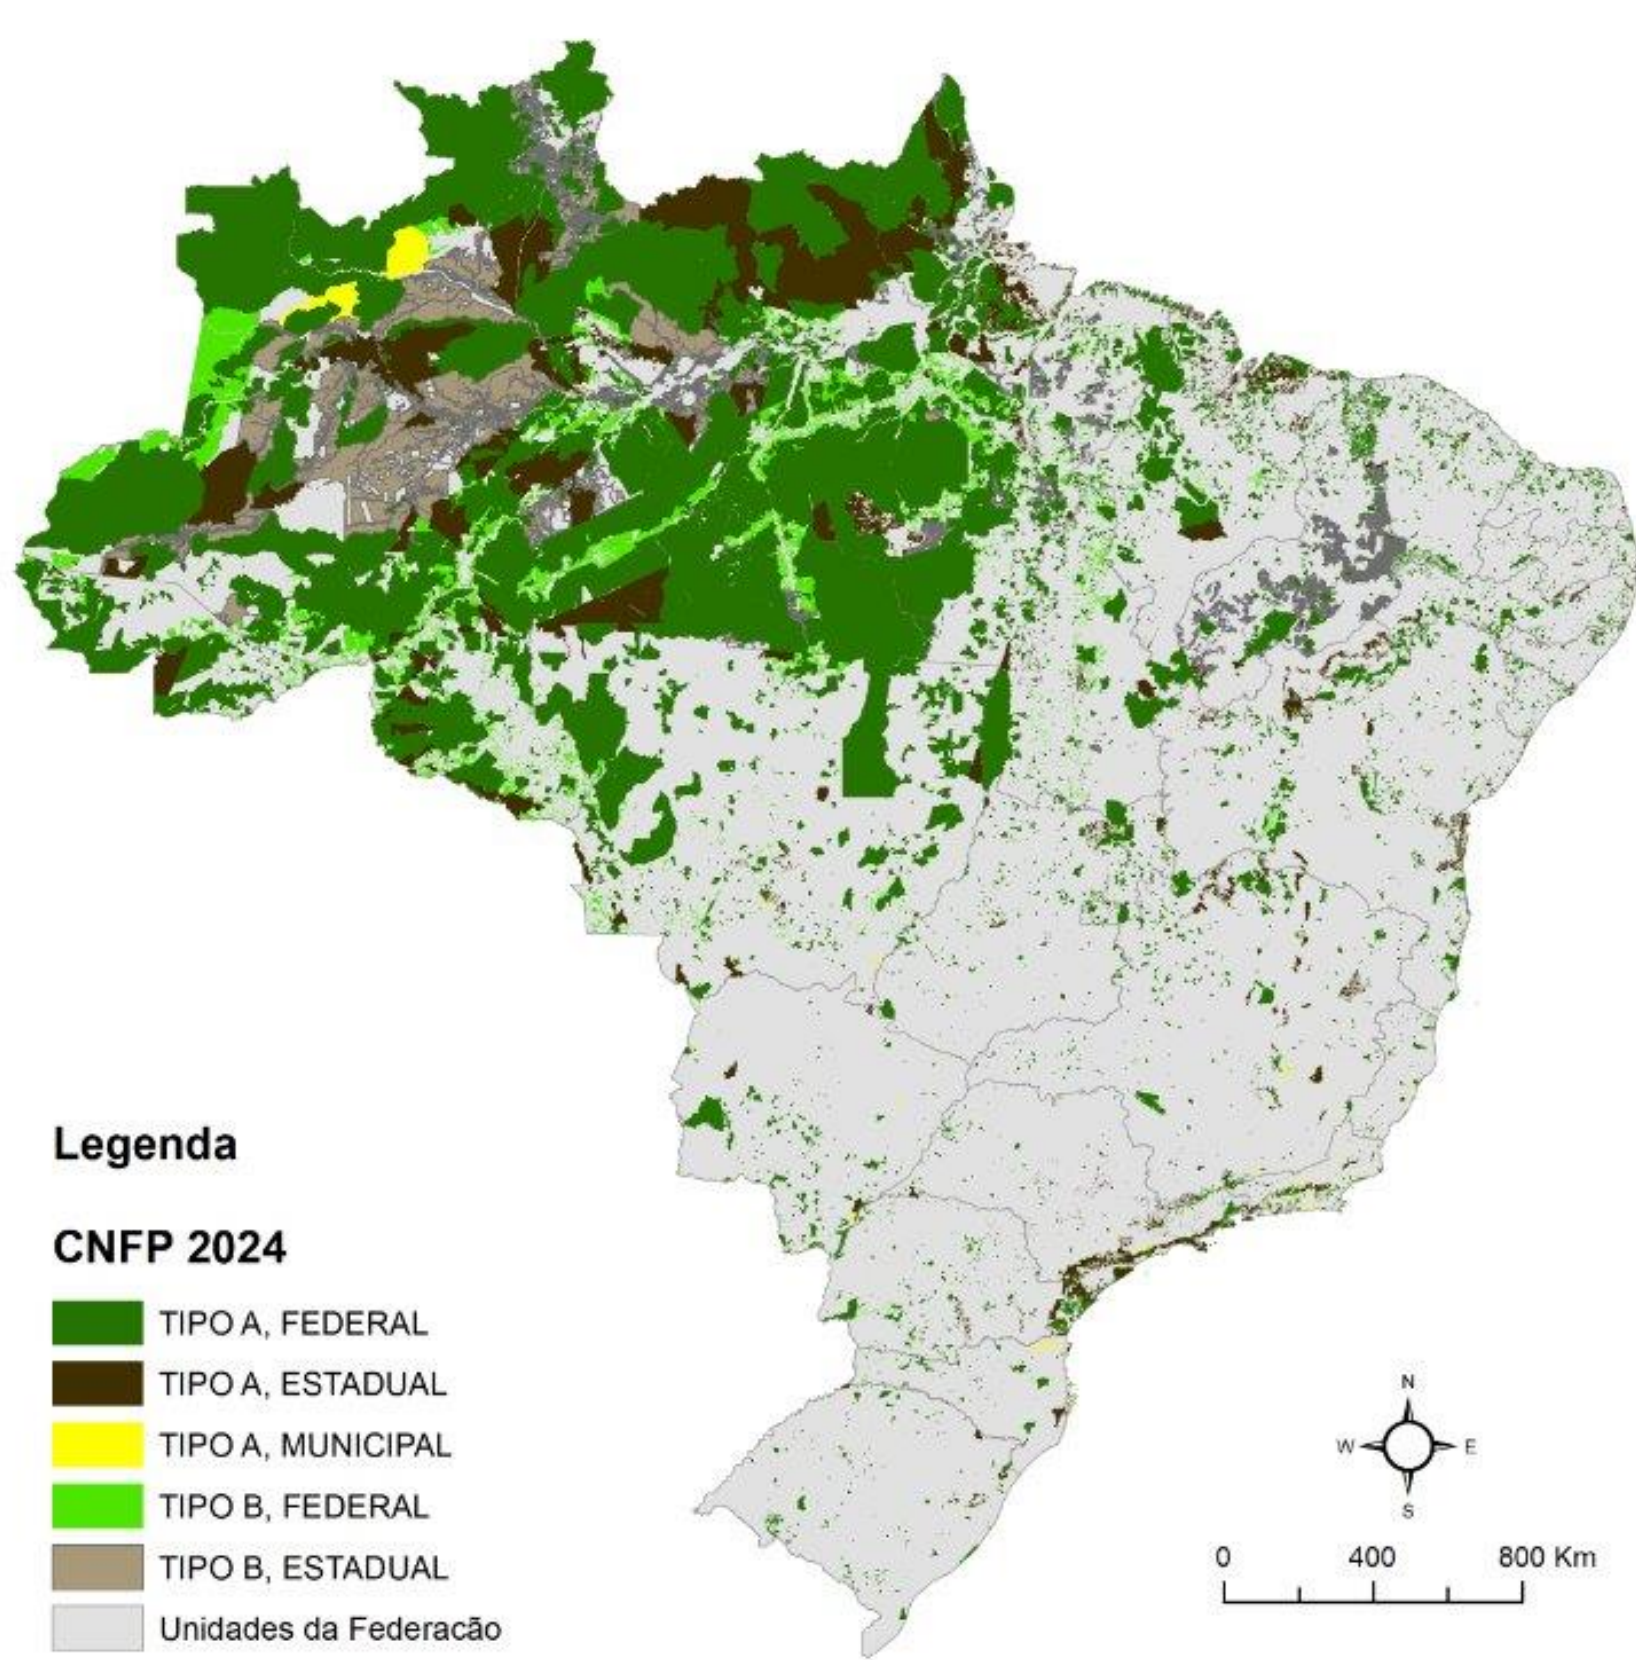 Legenda
CNFP 2024
TIPO A, FEDERAL
TIPO A, ESTADUAL
TIPO A, MUNICIPAL
TIPO B, FEDERAL
TIPO B, ESTADUAL
Unidades da Federacão
N
W E
S
0 400 800 Km